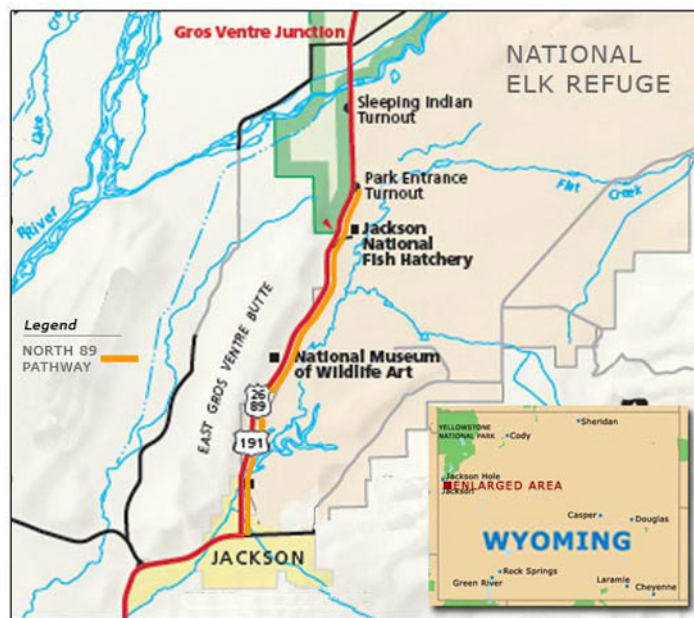 Gros Ventre Junction
NATIONAL
ELK REFUGE
Sleeping Indian
Turnout
Lake
Park Entrance
Turnout
Flat
Creek
River
Jackson
National
Fish Hatchery
Legend
NORTH 89
PATHWAY
National Museum
of Wildlife Art
EAST GROS VENTRE BUTTE
26
89
191
JACKSON
YELLOWSTONE
NATIONAL PARK
Cody
Sheridan
Jackson Hole
Jackson
ENLARGED AREA
Casper
Douglas
WYOMING
Rock Springs
Green River
Laramie
Cheyenne